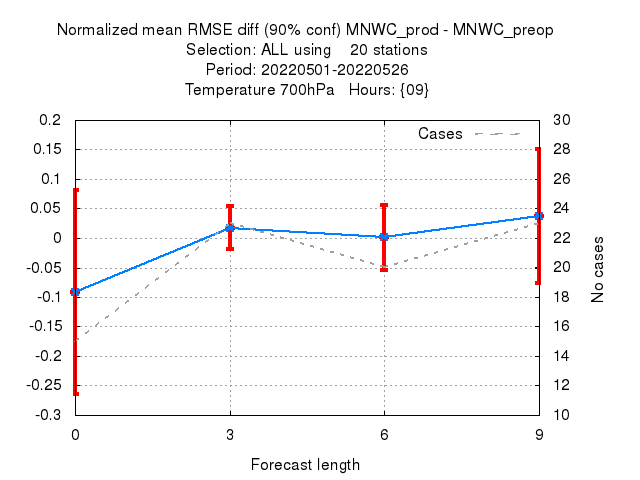 Normalized mean RMSE diff (90% conf) MNWC_prod - MNWC_preop
Selection: ALL using    20 stations
Period: 20220501-20220526
Temperature 700hPa   Hours: {09}
Cases
0.2
0.15
0.1
0.05
0
-0.05
-0.1
-0.15
-0.2
-0.25
-0.3
30
28
26
24
22
20
18
16
14
12
10
No cases
0 3 6 9
Forecast length